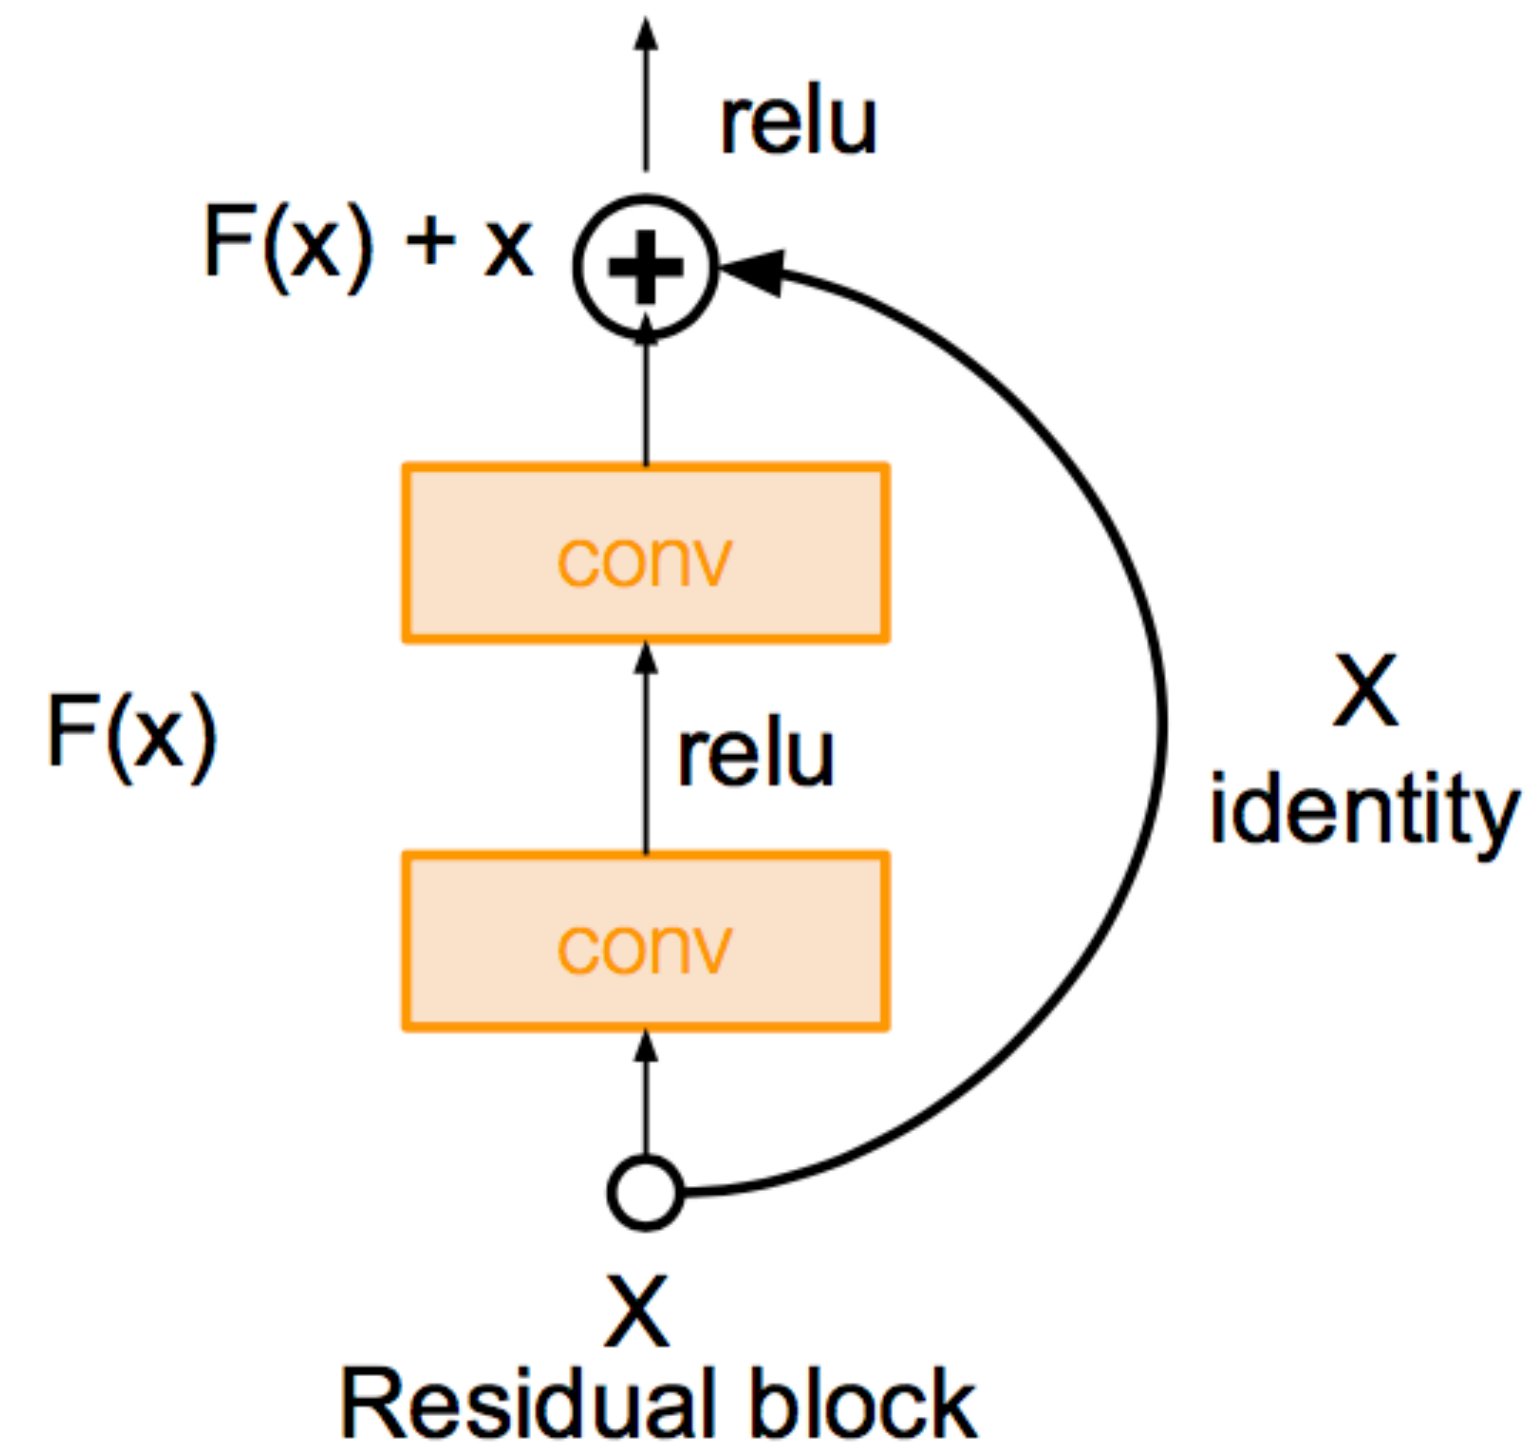 relu
F(x) + x
conv
F(x)
relu
X
identity
conv
X
Residual block